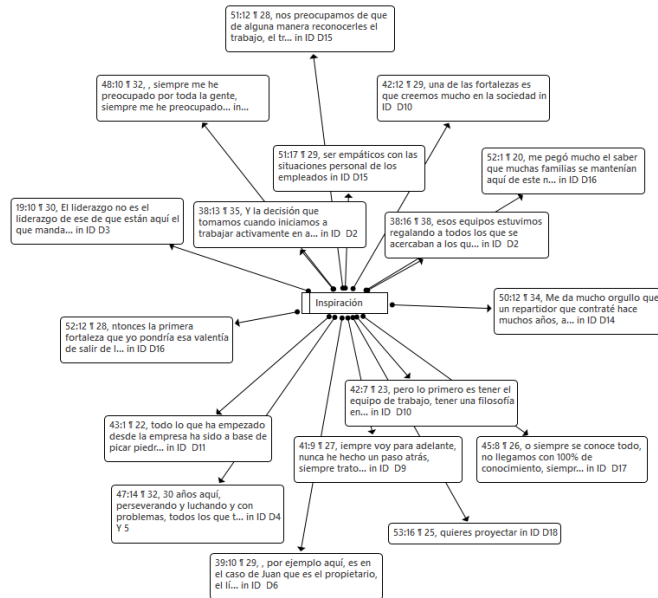 51:12 ¶ 28, nos preocupamos de que
de alguna manera reconocerles el
trabajo, el tr... in ID D15
48:10 ¶ 32, , siempre me he
preocupado por toda la gente,
siempre me he preocupado... in...
42:12 ¶ 29, una de las fortalezas es
que creemos mucho en la sociedad in
ID D10
51:17 ¶ 29, ser empáticos con las
situaciones personal de los
empleados in ID D15
52:1 ¶ 20, me pegó mucho el saber
que muchas familias se mantenían
aquí de este n... in ID D16
19:10 ¶ 30, El liderazgo no es el
liderazgo de ese de que están aquí el
que manda... in ID D3
38:13 ¶ 35, Y la decisión que
tomamos cuando iniciamos a
trabajar activamente en a... in ID D2
38:16 ¶ 38, esos equipos estuvimos
regalando a todos los que se
acercaban a los qu... in ID D2
Inspiración
50:12 ¶ 34, Me da mucho orgullo que
un repartidor que contraté hace
muchos años, a... in ID D14
52:12 ¶ 28, ntonces la primera
fortaleza que yo pondría esa valentía
de salir de l... in ID D16
42:7 ¶ 23, pero lo primero es tener el
equipo de trabajo, tener una filosofía
en... in ID D10
43:1 ¶ 22, todo lo que ha empezado
desde la empresa ha sido a base de
picar piedr... in ID D11
41:9 ¶ 27, iempre voy para adelante,
nunca he hecho un paso atrás,
siempre trato... in ID D9
45:8 ¶ 26, o siempre se conoce todo,
no llegamos con 100% de
conocimiento, siempr... in ID D17
47:14 ¶ 32, 30 años aquí,
perseverando y luchando y con
problemas, todos los que t... in ID D4
Y 5
53:16 ¶ 25, quieres proyectar in ID D18
39:10 ¶ 29, , por ejemplo aquí, es en
el caso de Juan que es el propietario,
el lí... in ID D6